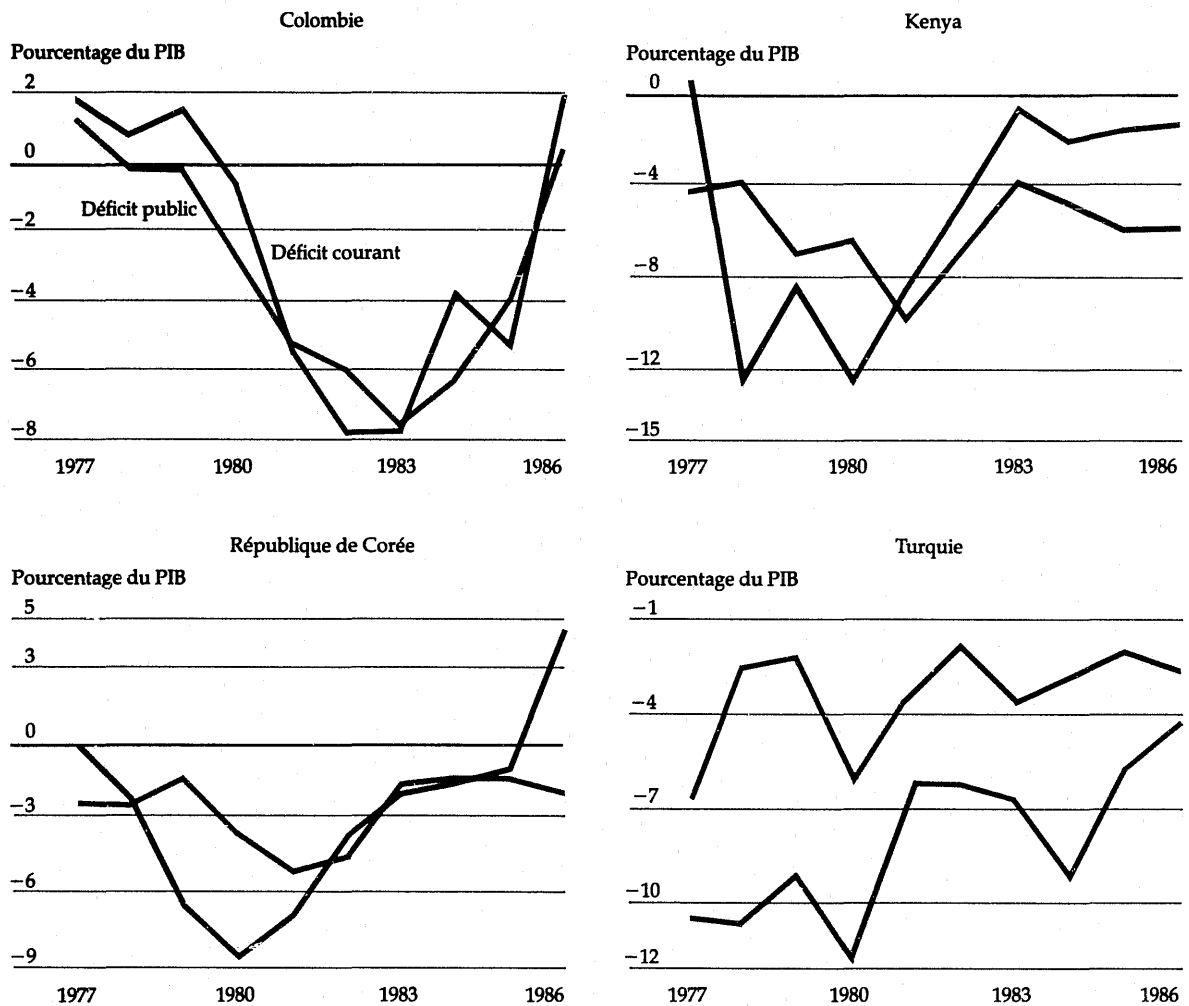 Colombie
Pourcentage du PIB
2
0
Déficit public
−2
Déficit courant
−4
−6
−8
1977 1980 1983 1986
Kenya
Pourcentage du PIB
0
−4
−8
−12
−15
1977 1980 1983 1986
République de Corée
Pourcentage du PIB
5
3
0
−3
−6
−9
1977 1980 1983 1986
Turquie
Pourcentage du PIB
−1
−4
−7
−10
−12
1977 1980 1983 1986